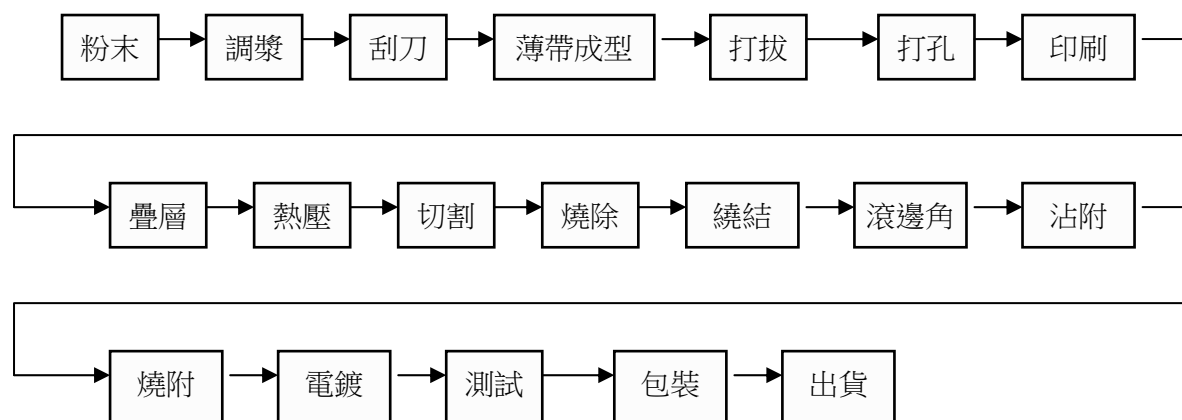 粉末 調漿 刮刀 薄帶成型 打拔 打孔 印刷
疊層 熱壓 切割 燒除 繞結 滾邊角 沾附
燒附 電鍍 測試 包裝 出貨